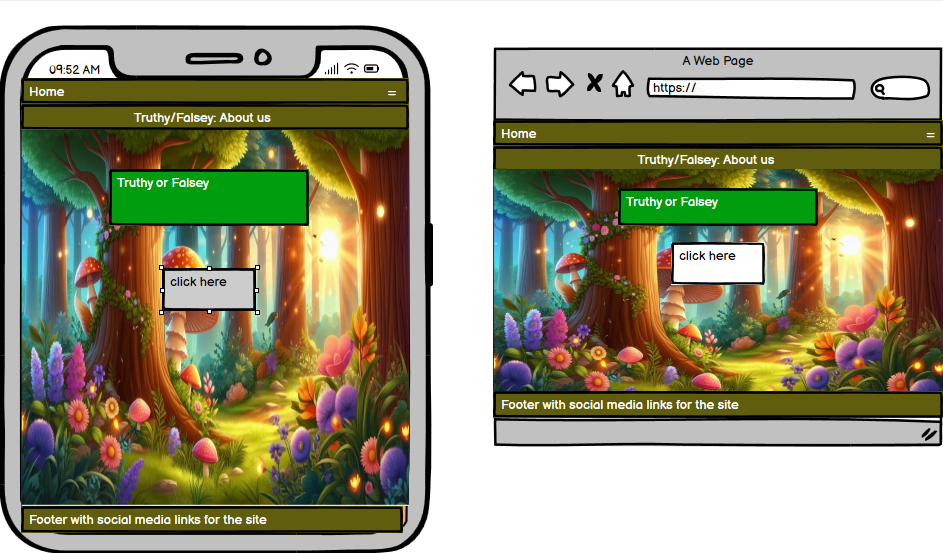 09:52 AM
Home =
Truthy/Falsey: About us
Truthy or Falsey
click here
Footer with social media links for the site
A Web Page
https://
Home =
Truthy/Falsey: About us
Truthy or Falsey
click here
Footer with social media links for the site